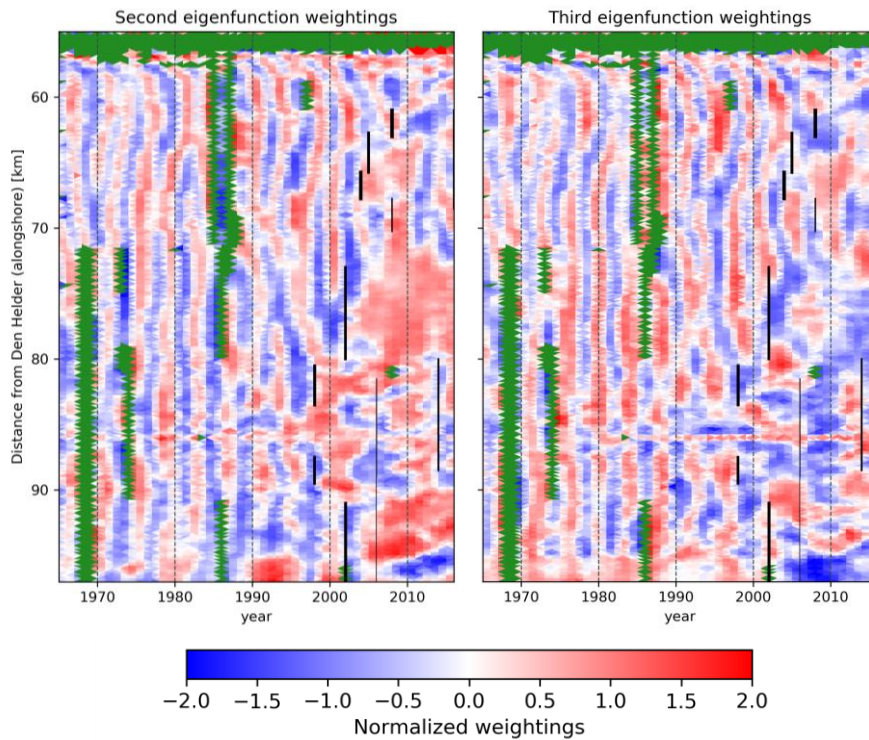 Second eigenfunction weightings
Third eigenfunction weightings
Distance from Den Helder (alongshore) [km]
60
70
80
90
1970 1980 1990 2000 2010
1970 1980 1990 2000 2010
year
year
−2.0 −1.5 −1.0 −0.5 0.0 0.5 1.0 1.5 2.0
Normalized weightings